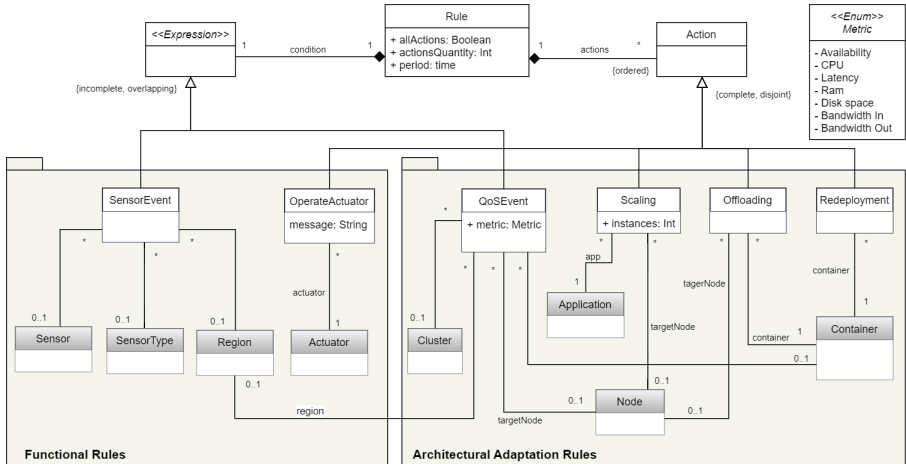 <<Expression>>
Rule
+ allActions: Boolean
+ actionsQuantity: Int
+ period: time
Action
<<Enum>>
Metric
- Availability
- CPU
- Latency
- Ram
- Disk space
- Bandwidth In
- Bandwidth Out
1
condition
1
1
actions
*
{ordered}
{incomplete, overlapping}
{complete, disjoint}
SensorEvent
OperateActuator
message: String
QoSEvent
+ metric: Metric
Scaling
+ instances: Int
Offloading
Redeployment
*
*
*
*
*
*
*
*
*
*
*
*
*
*
app
actuator
tagerNode
container
1
0..1
0..1
0..1
1
0..1
1
Sensor
SensorType
Region
Actuator
Cluster
Application
targetNode
container
1
Container
0..1
0..1
0..1
Node
0..1
0..1
region
targetNode
Functional Rules
Architectural Adaptation Rules